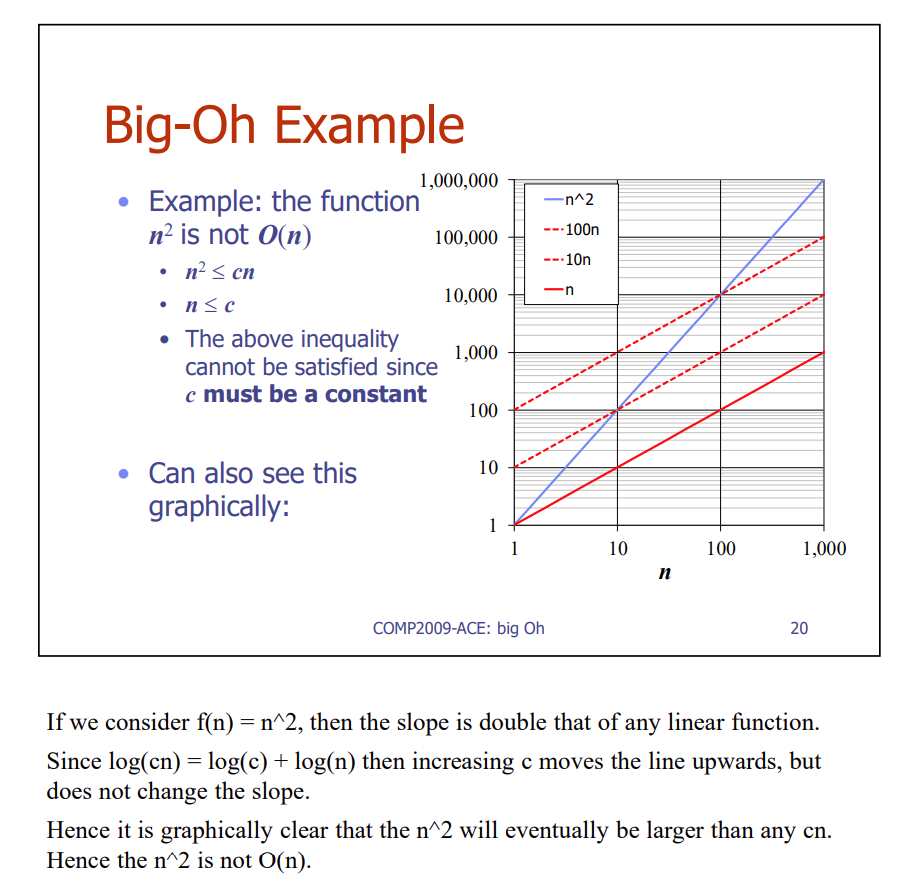 Big-Oh Example
• Example: the function
n² is not O(n)
• n² ≤ cn
• n ≤ c
• The above inequality
cannot be satisfied since
c must be a constant
• Can also see this
graphically:
1,000,000
100,000
10,000
1,000
100
10
1
n^2
100n
10n
n
1 10 100 1,000
n
COMP2009-ACE: big Oh 20
If we consider f(n) = n^2, then the slope is double that of any linear function.
Since log(cn) = log(c) + log(n) then increasing c moves the line upwards, but
does not change the slope.
Hence it is graphically clear that the n^2 will eventually be larger than any cn.
Hence the n^2 is not O(n).